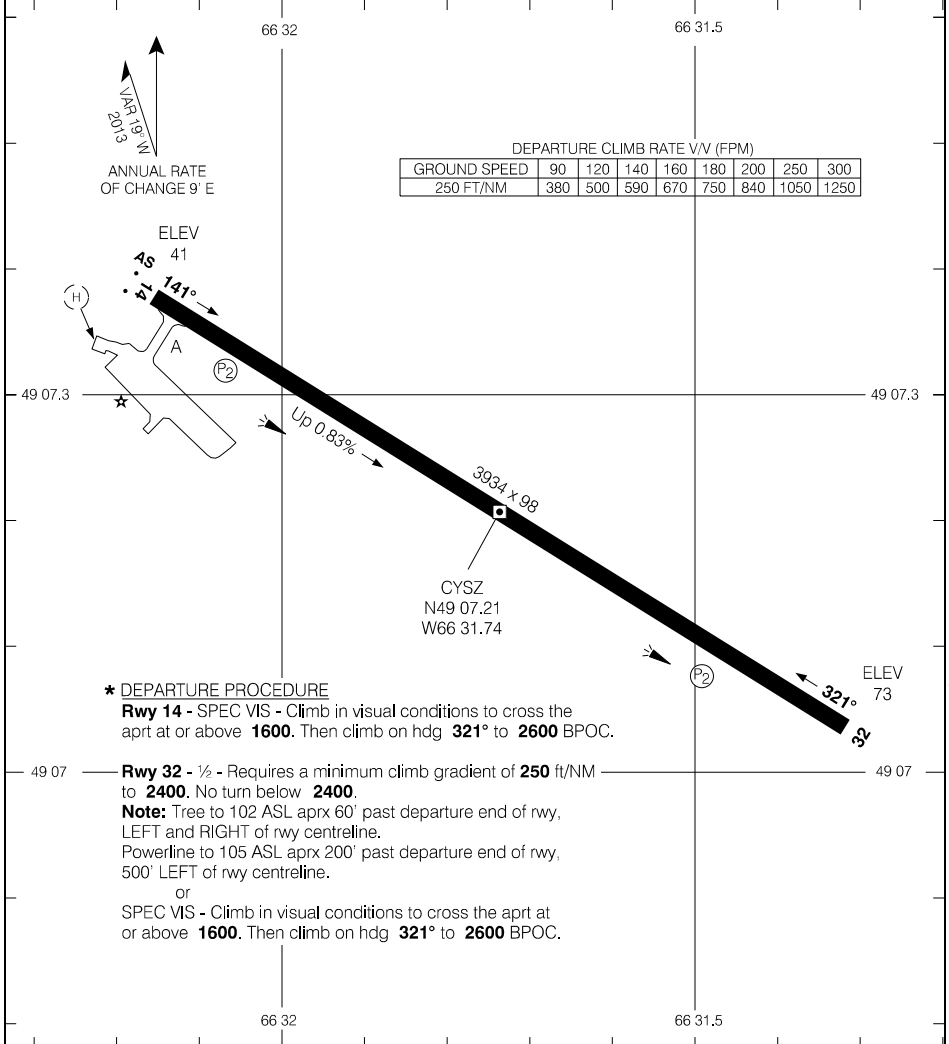 66 32
66 31.5
VAR 19° W
2013
ANNUAL RATE
OF CHANGE 9' E
DEPARTURE CLIMB RATE V/V (FPM)
GROUND SPEED 90 120 140 160 180 200 250 300
250 FT/NM 380 500 590 670 750 840 1050 1250
ELEV
41
AS
14
141°
H
A
P2
49 07.3
49 07.3
Up 0.83%
3934 x 98
CYSZ
N49 07.21
W66 31.74
P2
ELEV
73
321°
32
* DEPARTURE PROCEDURE
Rwy 14 - SPEC VIS - Climb in visual conditions to cross the
aprt at or above 1600. Then climb on hdg 321° to 2600 BPOC.
49 07
49 07
Rwy 32 - ½ - Requires a minimum climb gradient of 250 ft/NM
to 2400. No turn below 2400.
Note: Tree to 102 ASL aprx 60' past departure end of rwy,
LEFT and RIGHT of rwy centreline.
Powerline to 105 ASL aprx 200' past departure end of rwy,
500' LEFT of rwy centreline.
or
SPEC VIS - Climb in visual conditions to cross the aprt at
or above 1600. Then climb on hdg 321° to 2600 BPOC.
66 32
66 31.5